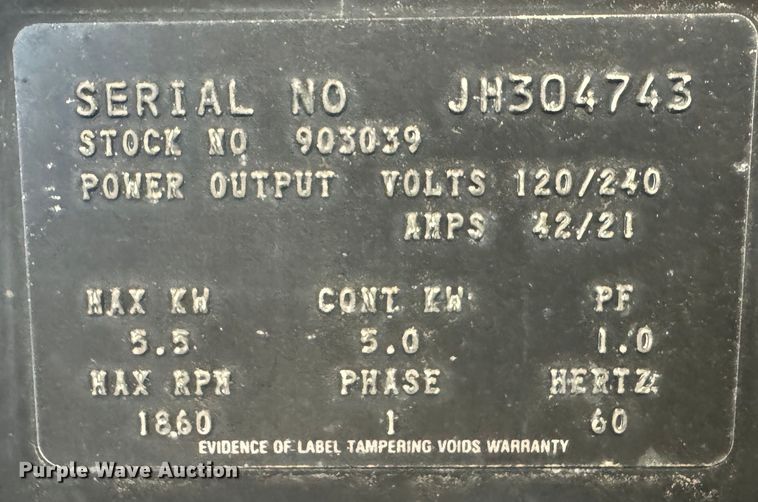 SERIAL NO JH304743
STOCK NO 903039
POWER OUTPUT VOLTS 120/240
AMPS 42/21
MAX KW CONT KW PF
5.5 5.0 1.0
MAX RPM PHASE HERTZ
1860 1 60
EVIDENCE OF LABEL TAMPERING VOIDS WARRANTY
Purple Wave Auction